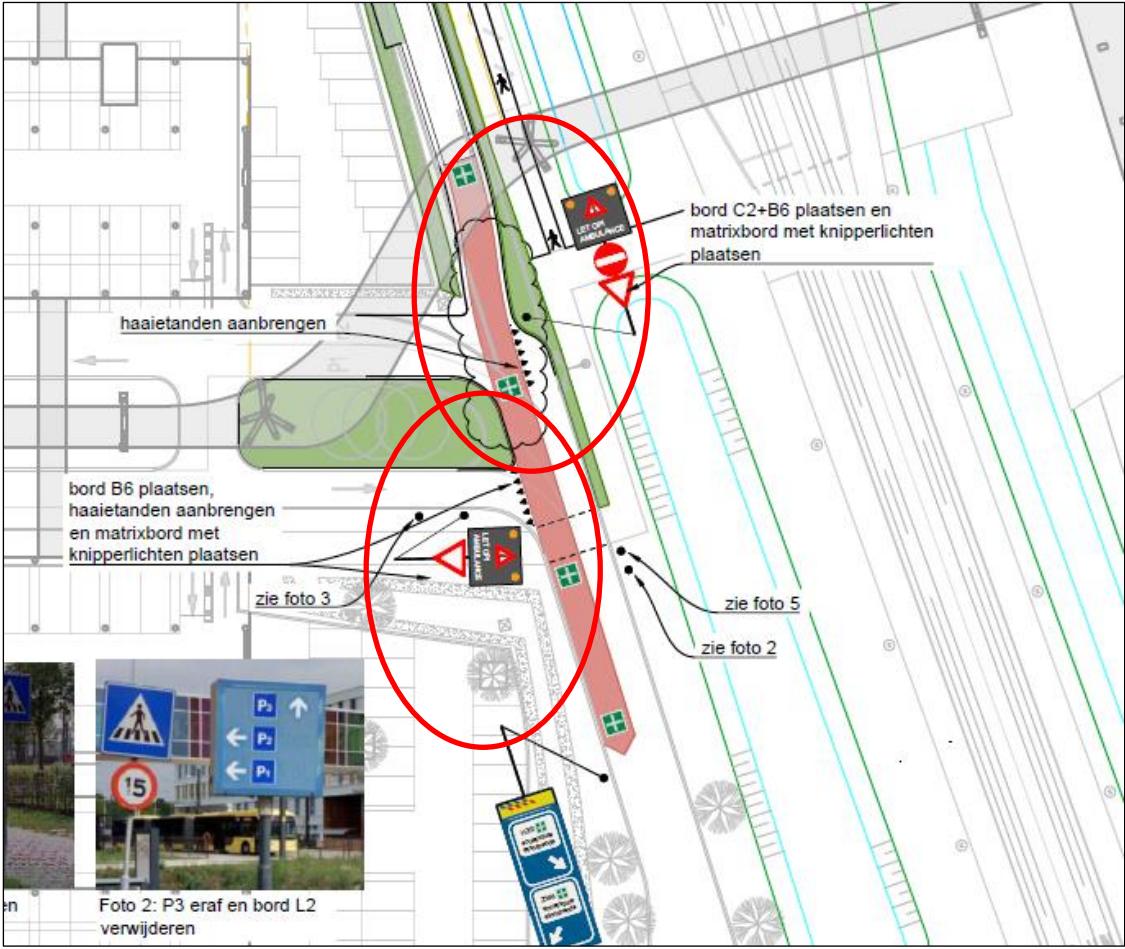 LET OP!
AMBULANCE
bord C2+B6 plaatsen en
matrixbord met knipperlichten
plaatsen
haaietanden aanbrengen
bord B6 plaatsen,
haaietanden aanbrengen
en matrixbord met
knipperlichten plaatsen
LET OP!
AMBULANCE
zie foto 3
zie foto 5
zie foto 2
P3
P2
P1
15
en
Foto 2: P3 eraf en bord L2
verwijderen